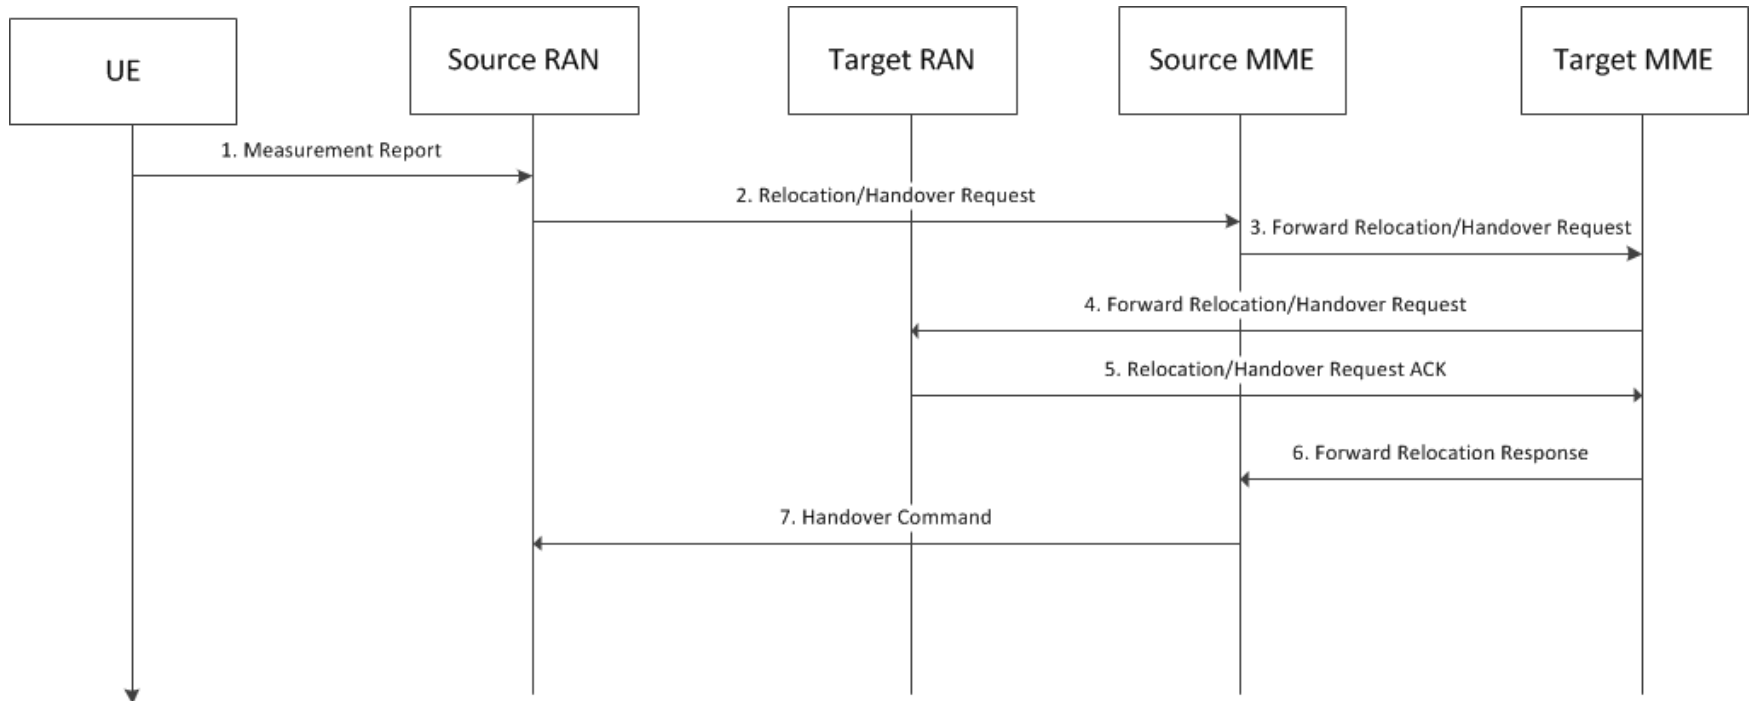 UE
Source RAN
Target RAN
Source MME
Target MME
1. Measurement Report
2. Relocation/Handover Request
3. Forward Relocation/Handover Request
4. Forward Relocation/Handover Request
5. Relocation/Handover Request ACK
6. Forward Relocation Response
7. Handover Command